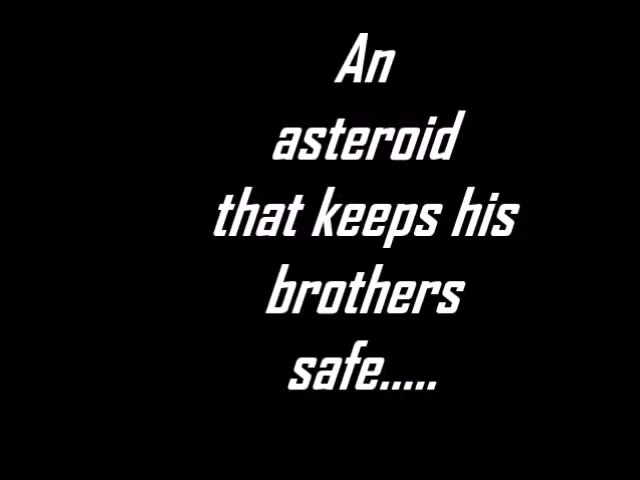 An
asteroid
that keeps his
brothers
safe.....